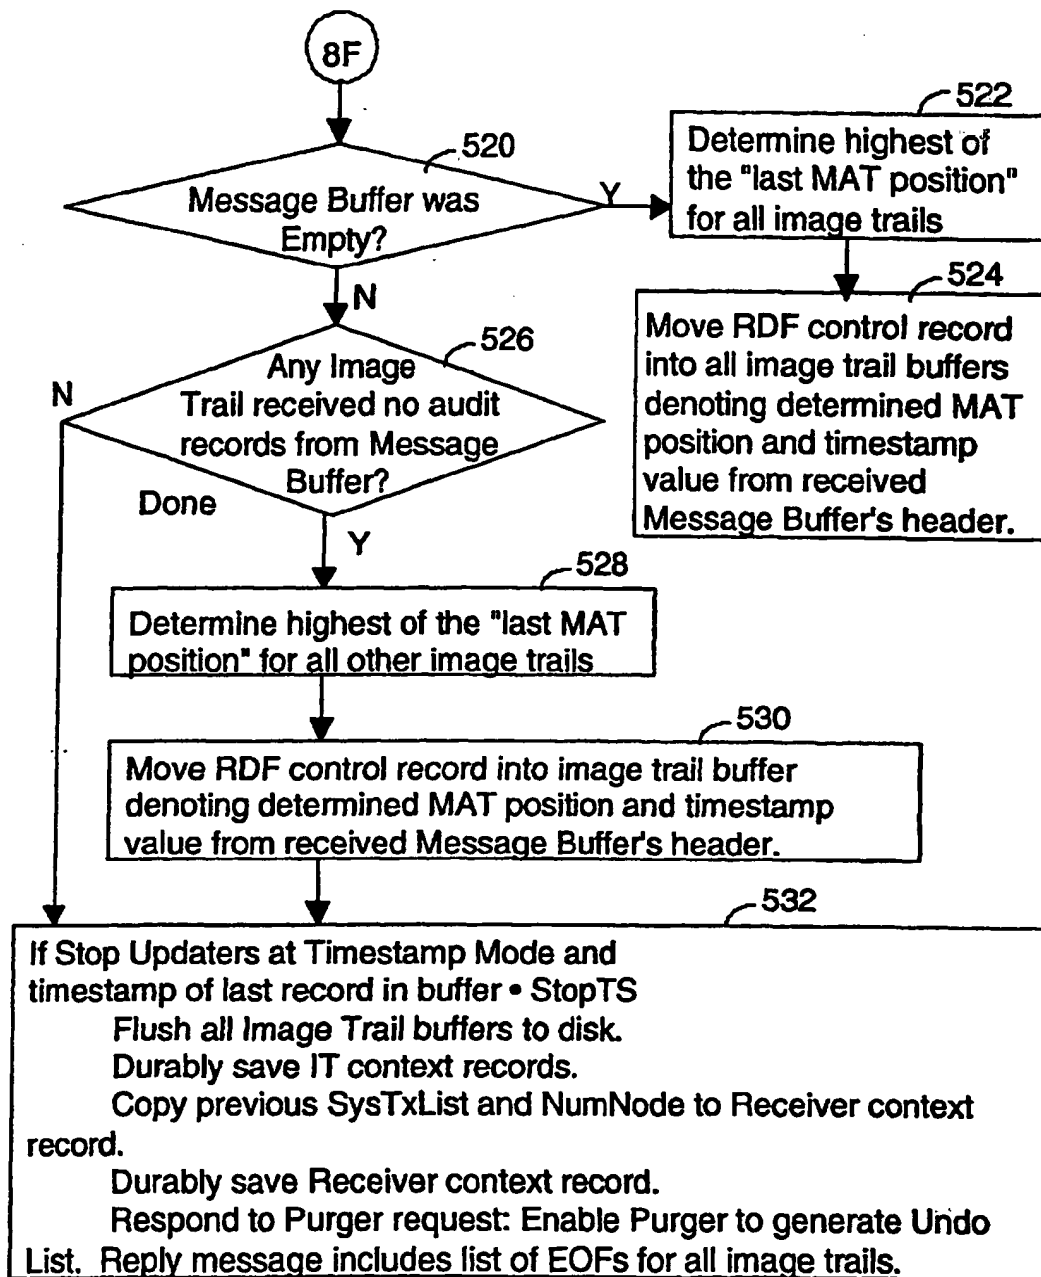 8F
520
Message Buffer was
Empty?
Y
522
Determine highest of
the "last MAT position"
for all image trails
524
Move RDF control record
into all image trail buffers
denoting determined MAT
position and timestamp
value from received
Message Buffer's header.
N
526
Any Image
Trail received no audit
records from Message
Buffer?
N
Done
Y
528
Determine highest of the "last MAT
position" for all other image trails
530
Move RDF control record into image trail buffer
denoting determined MAT position and timestamp
value from received Message Buffer's header.
532
If Stop Updaters at Timestamp Mode and
timestamp of last record in buffer • StopTS
Flush all Image Trail buffers to disk.
Durably save IT context records.
Copy previous SysTxList and NumNode to Receiver context
record.
Durably save Receiver context record.
Respond to Purger request: Enable Purger to generate Undo
List. Reply message includes list of EOFs for all image trails.